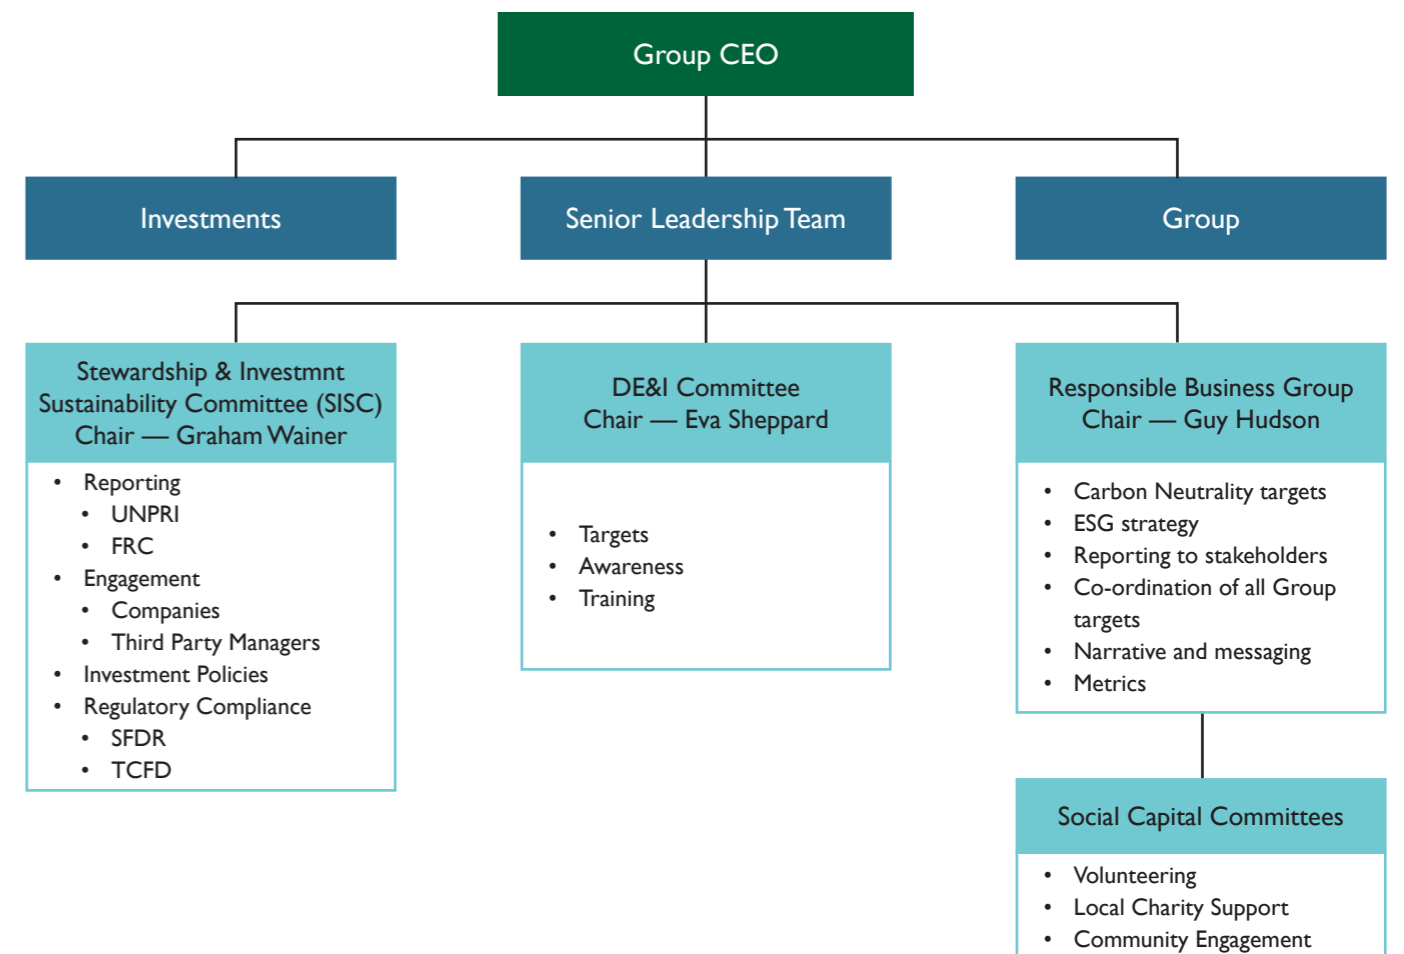 Group CEO
Investments
Senior Leadership Team
Group
Stewardship & Investmnt
Sustainability Committee (SISC)
Chair — Graham Wainer
• Reporting
• UNPRI
• FRC
• Engagement
• Companies
• Third Party Managers
• Investment Policies
• Regulatory Compliance
• SFDR
• TCFD
DE&I Committee
Chair — Eva Sheppard
• Targets
• Awareness
• Training
Responsible Business Group
Chair — Guy Hudson
• Carbon Neutrality targets
• ESG strategy
• Reporting to stakeholders
• Co-ordination of all Group
targets
• Narrative and messaging
• Metrics
Social Capital Committees
• Volunteering
• Local Charity Support
• Community Engagement